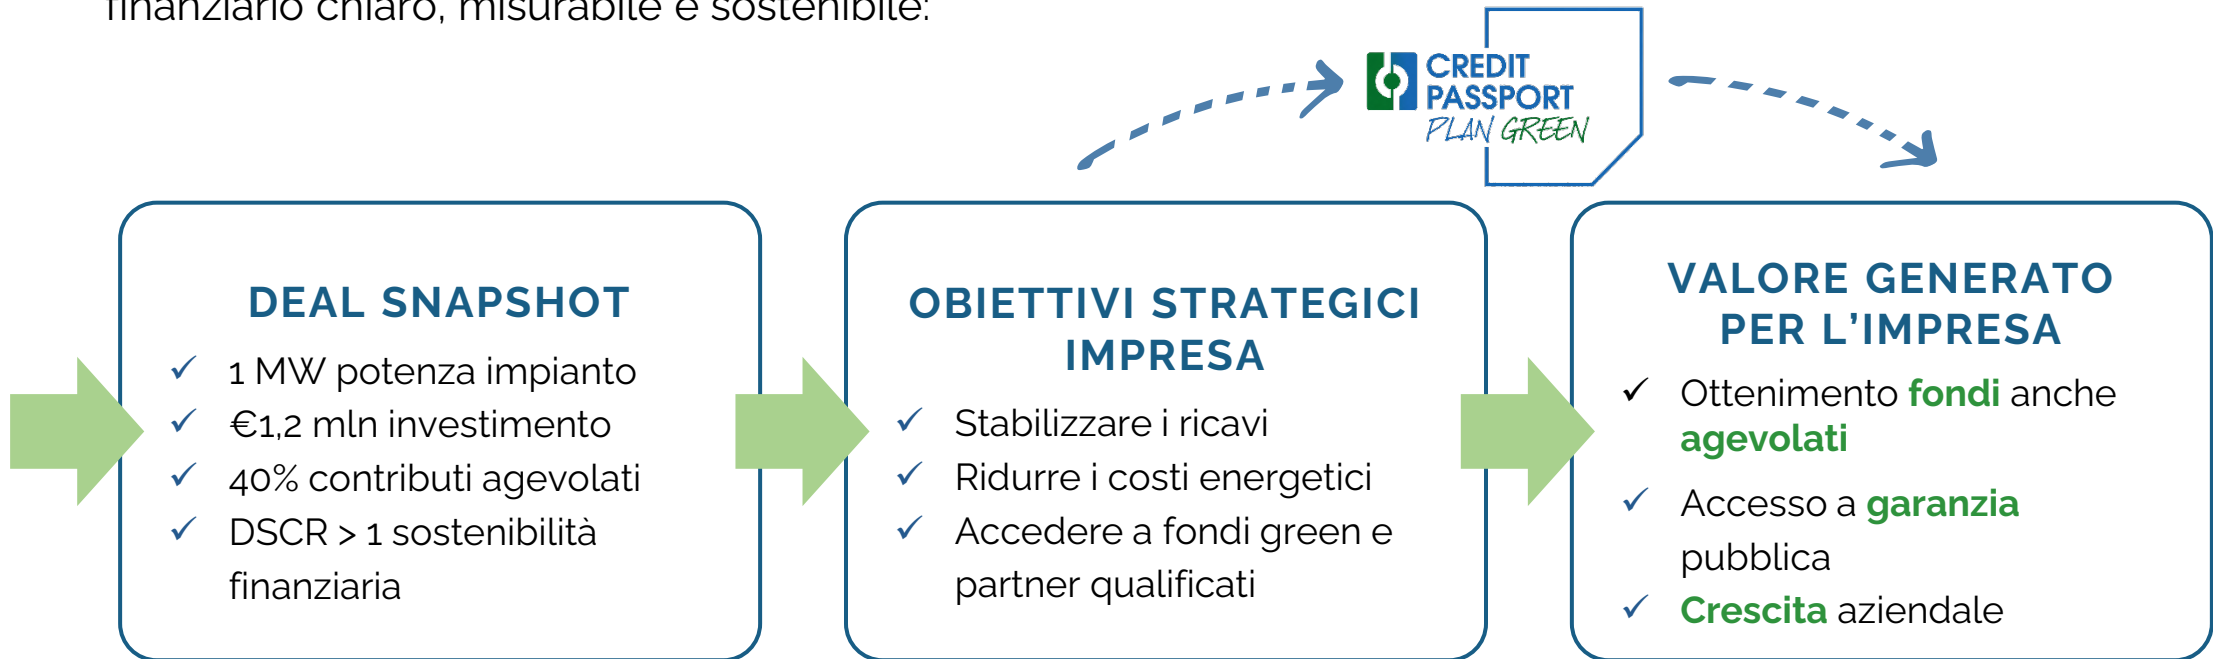 finanziario chiaro, misurabile e sostenibile:
CREDIT
PASSPORT
PLAN GREEN
DEAL SNAPSHOT
✓ 1 MW potenza impianto
✓ €1,2 mln investimento
✓ 40% contributi agevolati
✓ DSCR > 1 sostenibilità
finanziaria
OBIETTIVI STRATEGICI
IMPRESA
✓ Stabilizzare i ricavi
✓ Ridurre i costi energetici
✓ Accedere a fondi green e
partner qualificati
VALORE GENERATO
PER L’IMPRESA
✓ Ottenimento fondi anche
agevolati
✓ Accesso a garanzia
pubblica
✓ Crescita aziendale